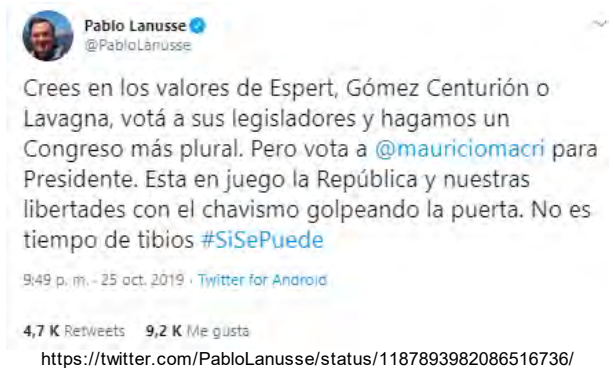 Pablo Lanusse
@PabloLanusse
Crees en los valores de Espert, Gómez Centurión o
Lavagna, votá a sus legisladores y hagamos un
Congreso más plural. Pero vota a @mauriciomacri para
Presidente. Esta en juego la República y nuestras
libertades con el chavismo golpeando la puerta. No es
tiempo de tibios #SiSePuede
9:49 p. m. · 25 oct. 2019 · Twitter for Android
4,7 K Retweets 9,2 K Me gusta
https://twitter.com/PabloLanusse/status/1187893982086516736/